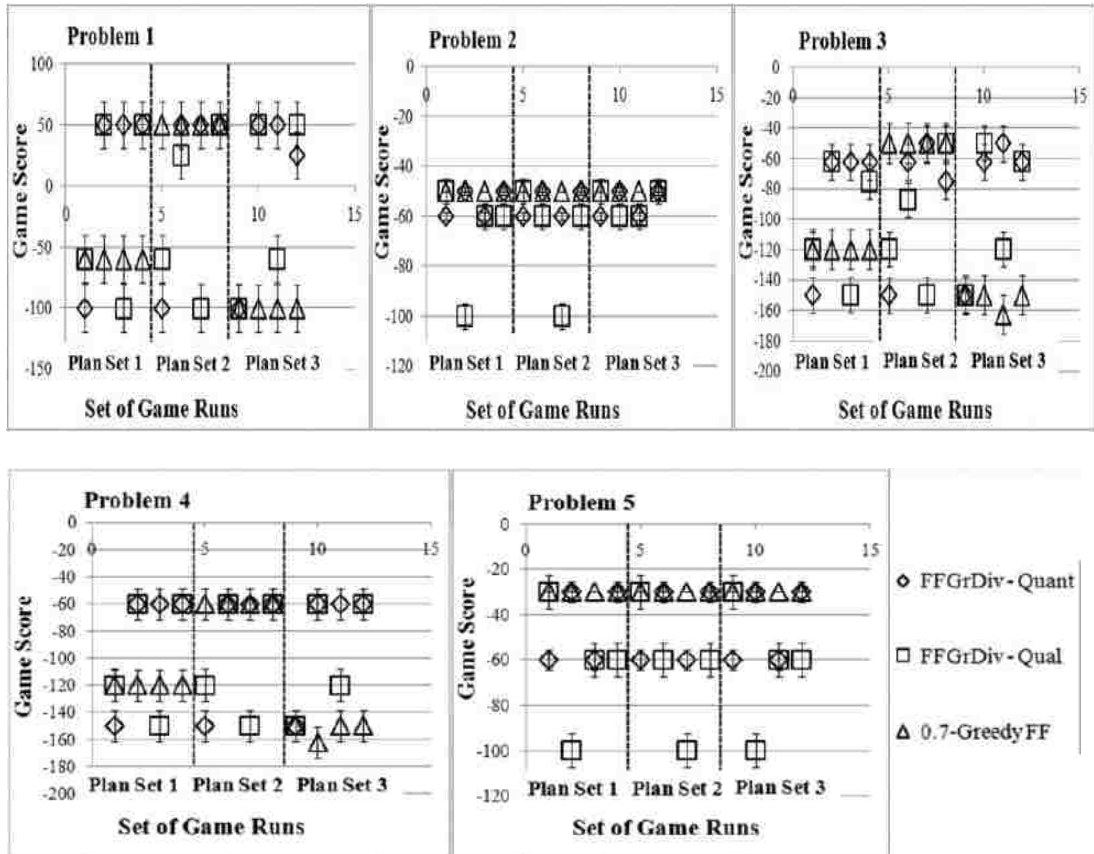 Problem 1
100
50
0
-50
-100
-150
0
5
10
15
Game Score
Plan Set 1
Plan Set 2
Plan Set 3
Set of Game Runs
Problem 2
0
-20
-40
-60
-80
-100
-120
0
5
10
15
Game Score
Plan Set 1
Plan Set 2
Plan Set 3
Set of Game Runs
Problem 3
0
-20
-40
-60
-80
-100
-120
-140
-160
-180
-200
0
5
10
15
Game Score
Plan Set 1
Plan Set 2
Plan Set 3
Set of Game Runs
Problem 4
0
-20
-40
-60
-80
-100
-120
-140
-160
-180
-200
0
5
10
15
Game Score
Plan Set 1
Plan Set 2
Plan Set 3
Set of Game Runs
Problem 5
0
-20
-40
-60
-80
-100
-120
0
5
10
15
Game Score
Plan Set 1
Plan Set 2
Plan Set 3
Set of Game Runs
FFGrDiv-Quant
FFGrDiv-Qual
0.7-GreedyFF